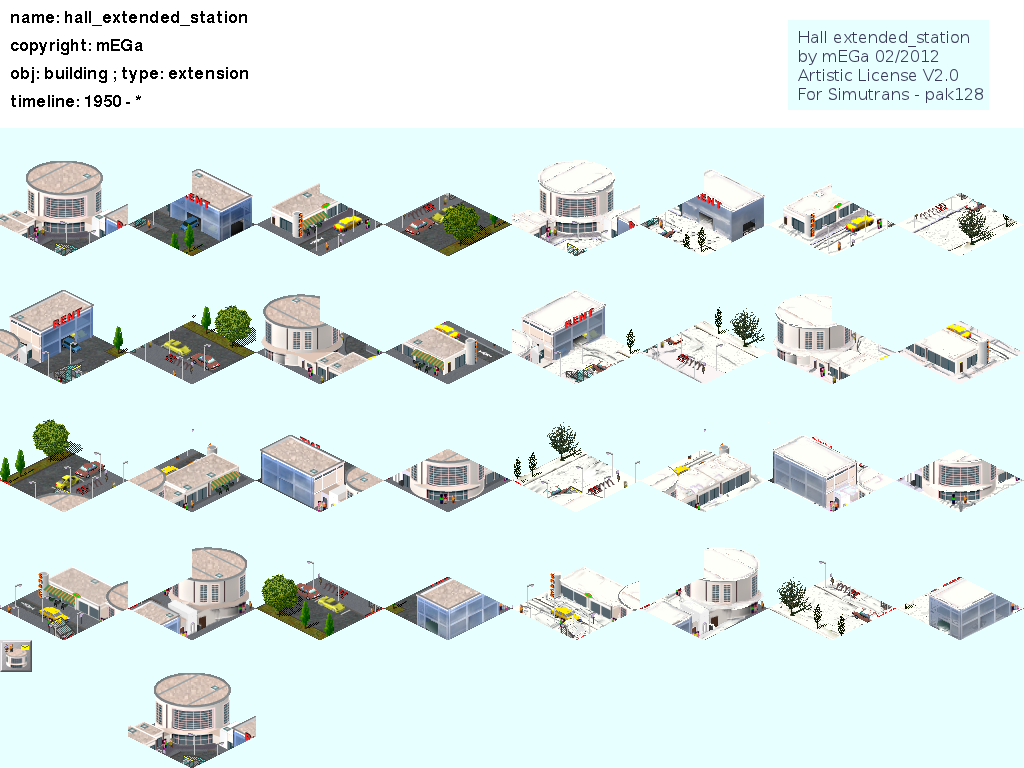 name: hall_extended_station
copyright: mEGa
obj: building ; type: extension
timeline: 1950 - *
Hall extended_station
by mEGa 02/2012
Artistic License V2.0
For Simutrans - pak128
RENT
RENT